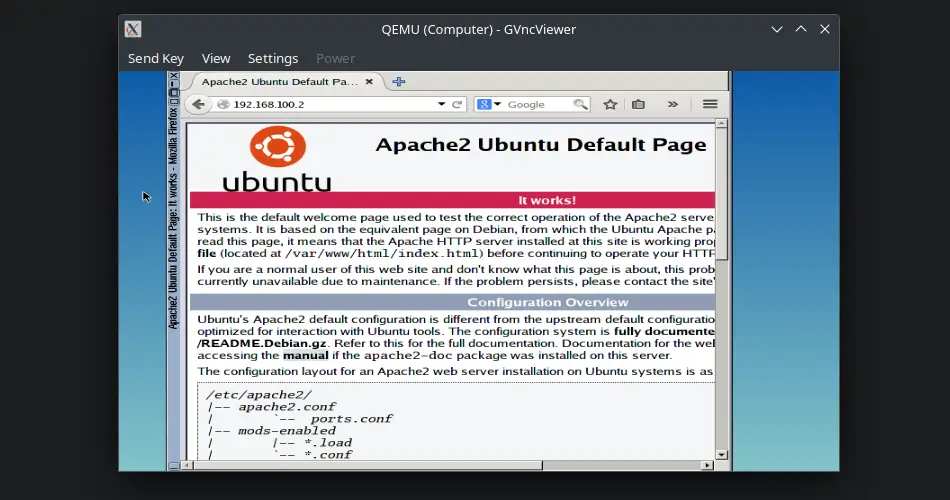 QEMU (Computer) - GVncViewer
Send Key View Settings Power
Apache2 Ubuntu Default Page: It works - Mozilla Firefox
Apache2 Ubuntu Default Pa...
192.168.100.2
Google
ubuntu
Apache2 Ubuntu Default Page
It works!
This is the default welcome page used to test the correct operation of the Apache2 serve
systems. It is based on the equivalent page on Debian, from which the Ubuntu Apache
read this page, it means that the Apache HTTP server installed at this site is working
file (located at /var/www/html/index.html) before continuing to operate your HTTP
If you are a normal user of this web site and don't know what this page is about, this prob
currently unavailable due to maintenance. If the problem persists, please contact the site'
Configuration Overview
Ubuntu's Apache2 default configuration is different from the upstream default configuratio
optimized for interaction with Ubuntu tools. The configuration system is fully documente
/README.Debian.gz. Refer to this for the full documentation. Documentation for the we
accessing the manual if the apache2-doc package was installed on this server.
The configuration layout for an Apache2 web server installation on Ubuntu systems is as
/etc/apache2/
|-- apache2.conf
| `-- ports.conf
|-- mods-enabled
| |-- *.load
| `-- *.conf